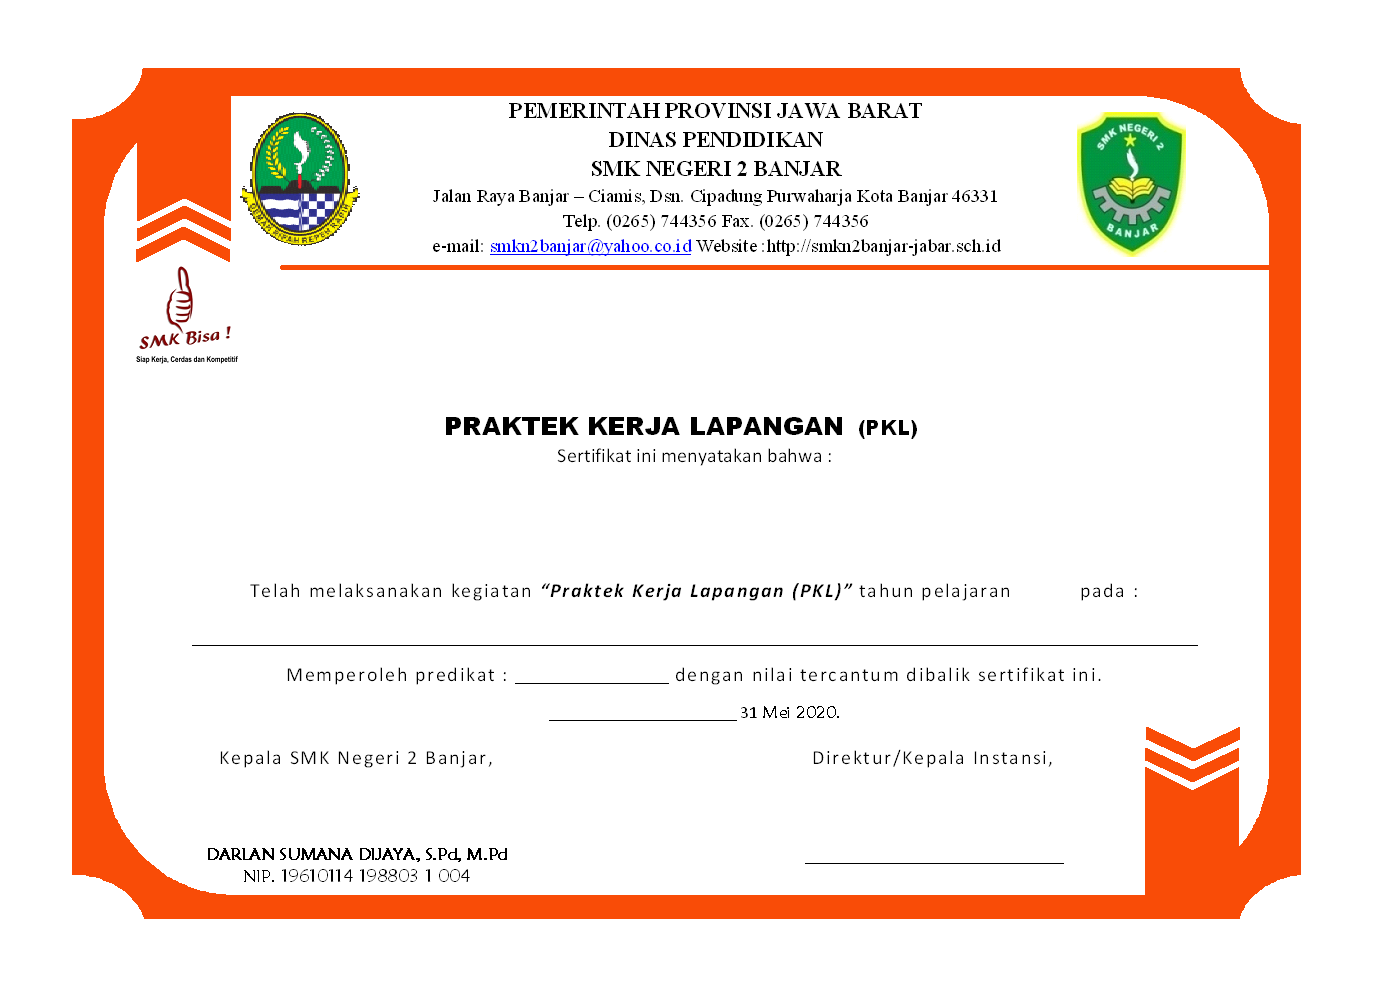 PEMERINTAH PROVINSI JAWA BARAT
DINAS PENDIDIKAN
SMK NEGERI 2 BANJAR
Jalan Raya Banjar – Ciamis, Dsn. Cipadung Purwaharja Kota Banjar 46331
Telp. (0265) 744356 Fax. (0265) 744356
e-mail: smkn2banjar@yahoo.co.id Website :http://smkn2banjar-jabar.sch.id
GEMAH RIPAH REPEH RAPIH
SMK NEGERI 2
BANJAR
SMK Bisa !
Siap Kerja, Cerdas dan Kompetitif
PRAKTEK KERJA LAPANGAN (PKL)
Sertifikat ini menyatakan bahwa :
Telah melaksanakan kegiatan “Praktek Kerja Lapangan (PKL)” tahun pelajaran pada :
Memperoleh predikat : ________________ dengan nilai tercantum dibalik sertifikat ini.
____________________ 31 Mei 2020.
Kepala SMK Negeri 2 Banjar,
Direktur/Kepala Instansi,
DARLAN SUMANA DIJAYA, S.Pd, M.Pd
NIP. 19610114 198803 1 004